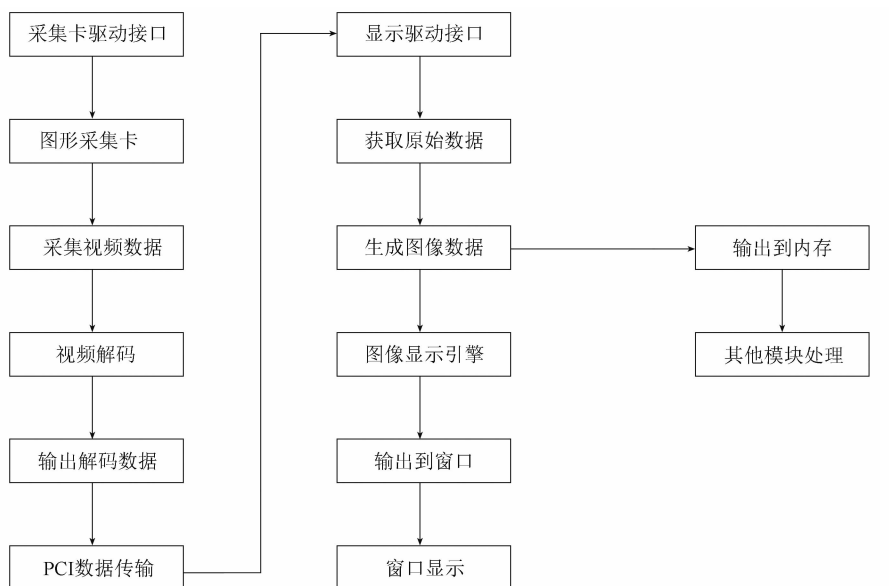 采集卡驱动接口
图形采集卡
采集视频数据
视频解码
输出解码数据
PCI数据传输
显示驱动接口
获取原始数据
生成图像数据
图像显示引擎
输出到窗口
窗口显示
输出到内存
其他模块处理